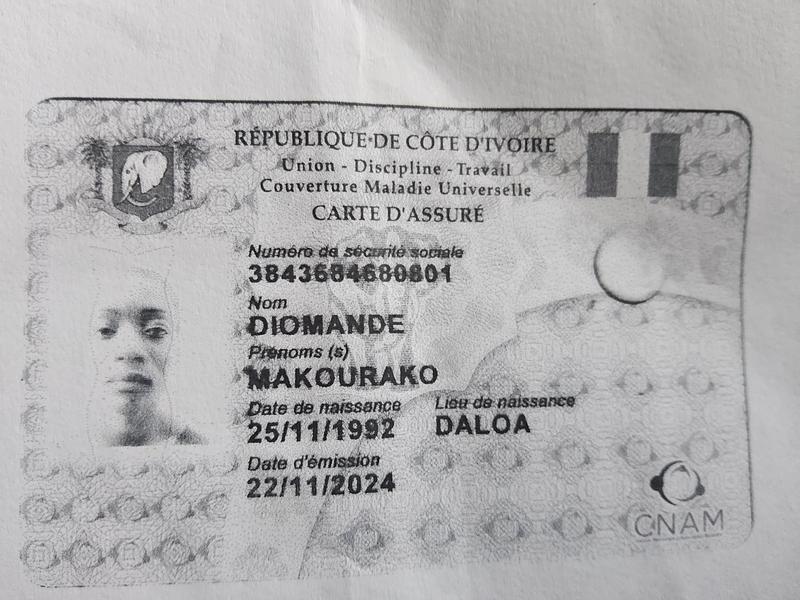 RÉPUBLIQUE DE CÔTE D'IVOIRE
Union - Discipline - Travail
Couverture Maladie Universelle
CARTE D'ASSURÉ
Numéro de sécurité sociale
3843684680801
Nom
DIOMANDE
Prénoms (s)
MAKOURAKO
Date de naissance Lieu de naissance
25/11/1992 DALOA
Date d'émission
22/11/2024
CNAM